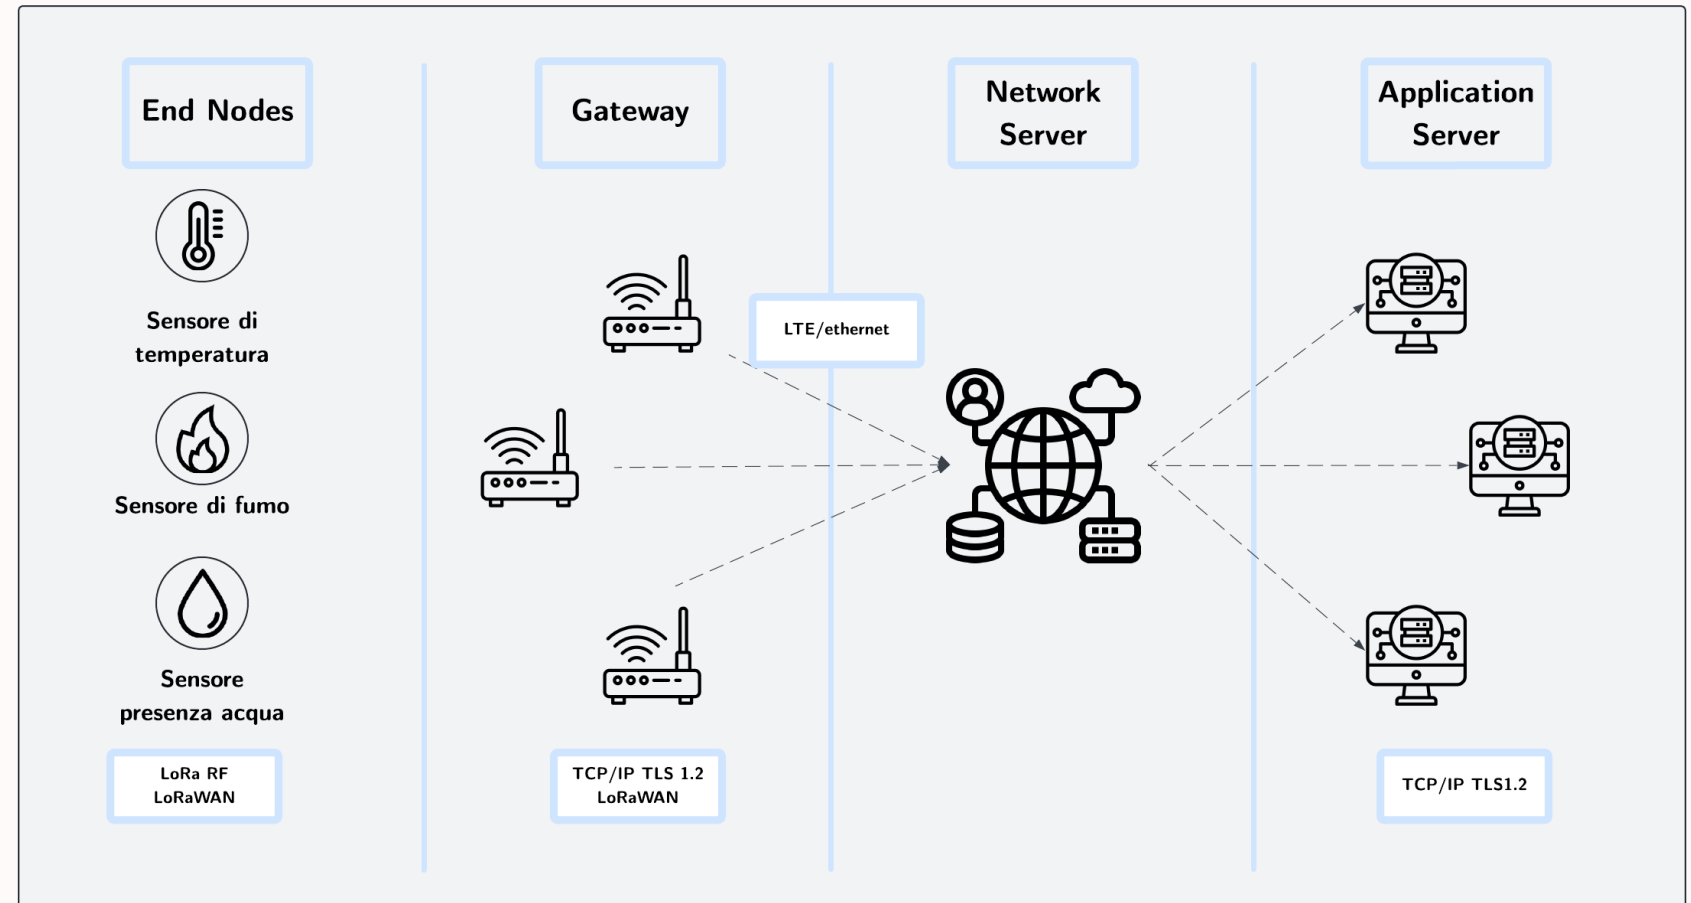 End Nodes
Gateway
Network
Server
Application
Server
Sensore di
temperatura
LTE/ethernet
Sensore di fumo
Sensore
presenza acqua
LoRa RF
LoRaWAN
TCP/IP TLS 1.2
LoRaWAN
TCP/IP TLS1.2